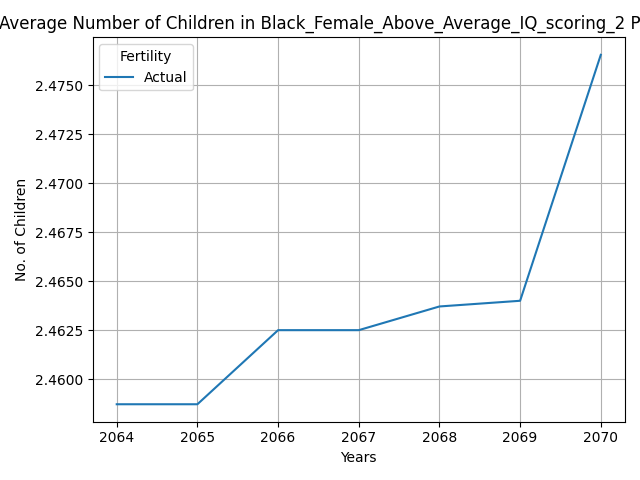 Average Number of Children in Black_Female_Above_Average_IQ_scoring_2 P
Fertility
Actual
2.4750
2.4725
2.4700
2.4675
2.4650
2.4625
2.4600
No. of Children
2064 2065 2066 2067 2068 2069 2070
Years